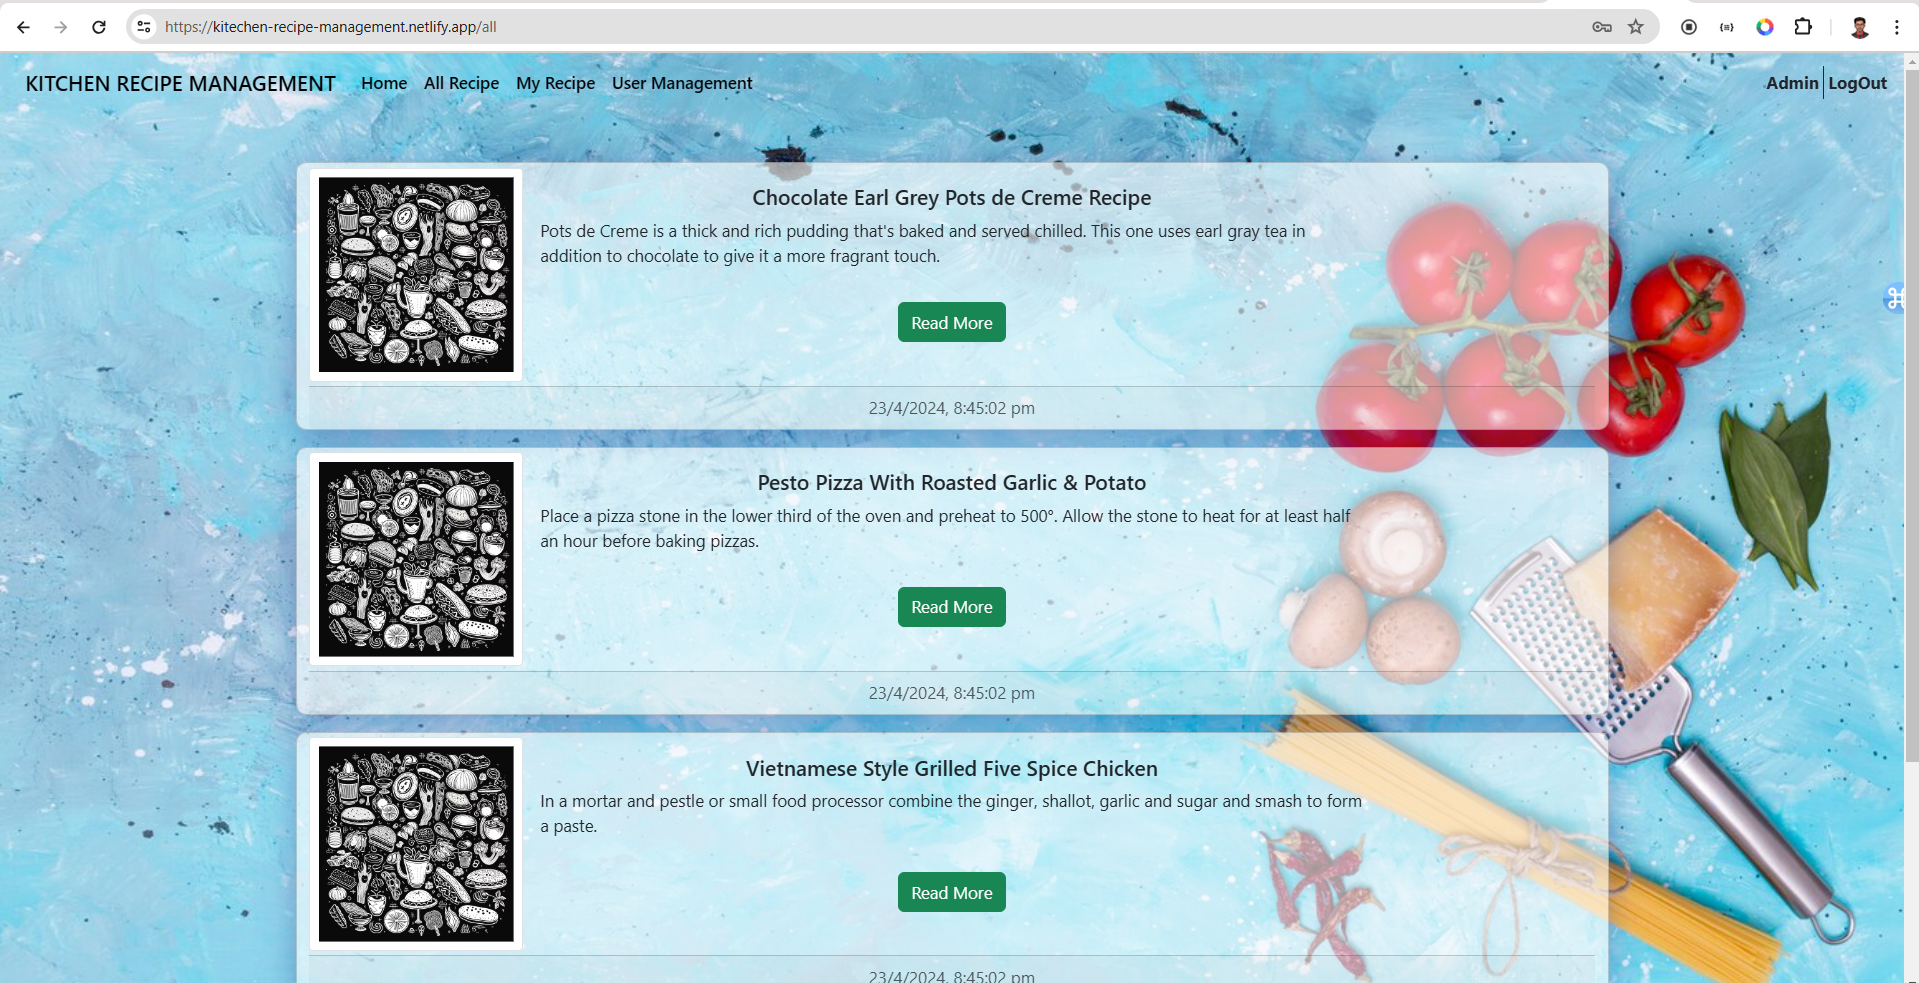 https://kitechen-recipe-management.netlify.app/all
KITCHEN RECIPE MANAGEMENT Home All Recipe My Recipe User Management Admin LogOut
Chocolate Earl Grey Pots de Creme Recipe
Pots de Creme is a thick and rich pudding that's baked and served chilled. This one uses earl gray tea in
addition to chocolate to give it a more fragrant touch.
Read More
23/4/2024, 8:45:02 pm
Pesto Pizza With Roasted Garlic & Potato
Place a pizza stone in the lower third of the oven and preheat to 500°. Allow the stone to heat for at least half
an hour before baking pizzas.
Read More
23/4/2024, 8:45:02 pm
Vietnamese Style Grilled Five Spice Chicken
In a mortar and pestle or small food processor combine the ginger, shallot, garlic and sugar and smash to form
a paste.
Read More
23/4/2024, 8:45:02 pm